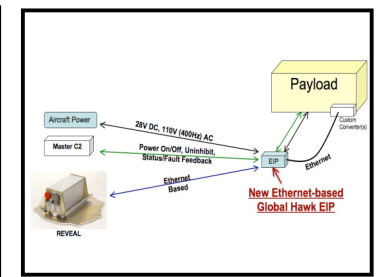 Payload
Custom
Converter(s)
Aircraft Power
28V DC, 110V (400Hz) AC
Master C2
Power On/Off, Uninhibit,
Status/Fault Feedback
EIP
Ethernet
Ethernet
Based
New Ethernet-based
Global Hawk EIP
REVEAL